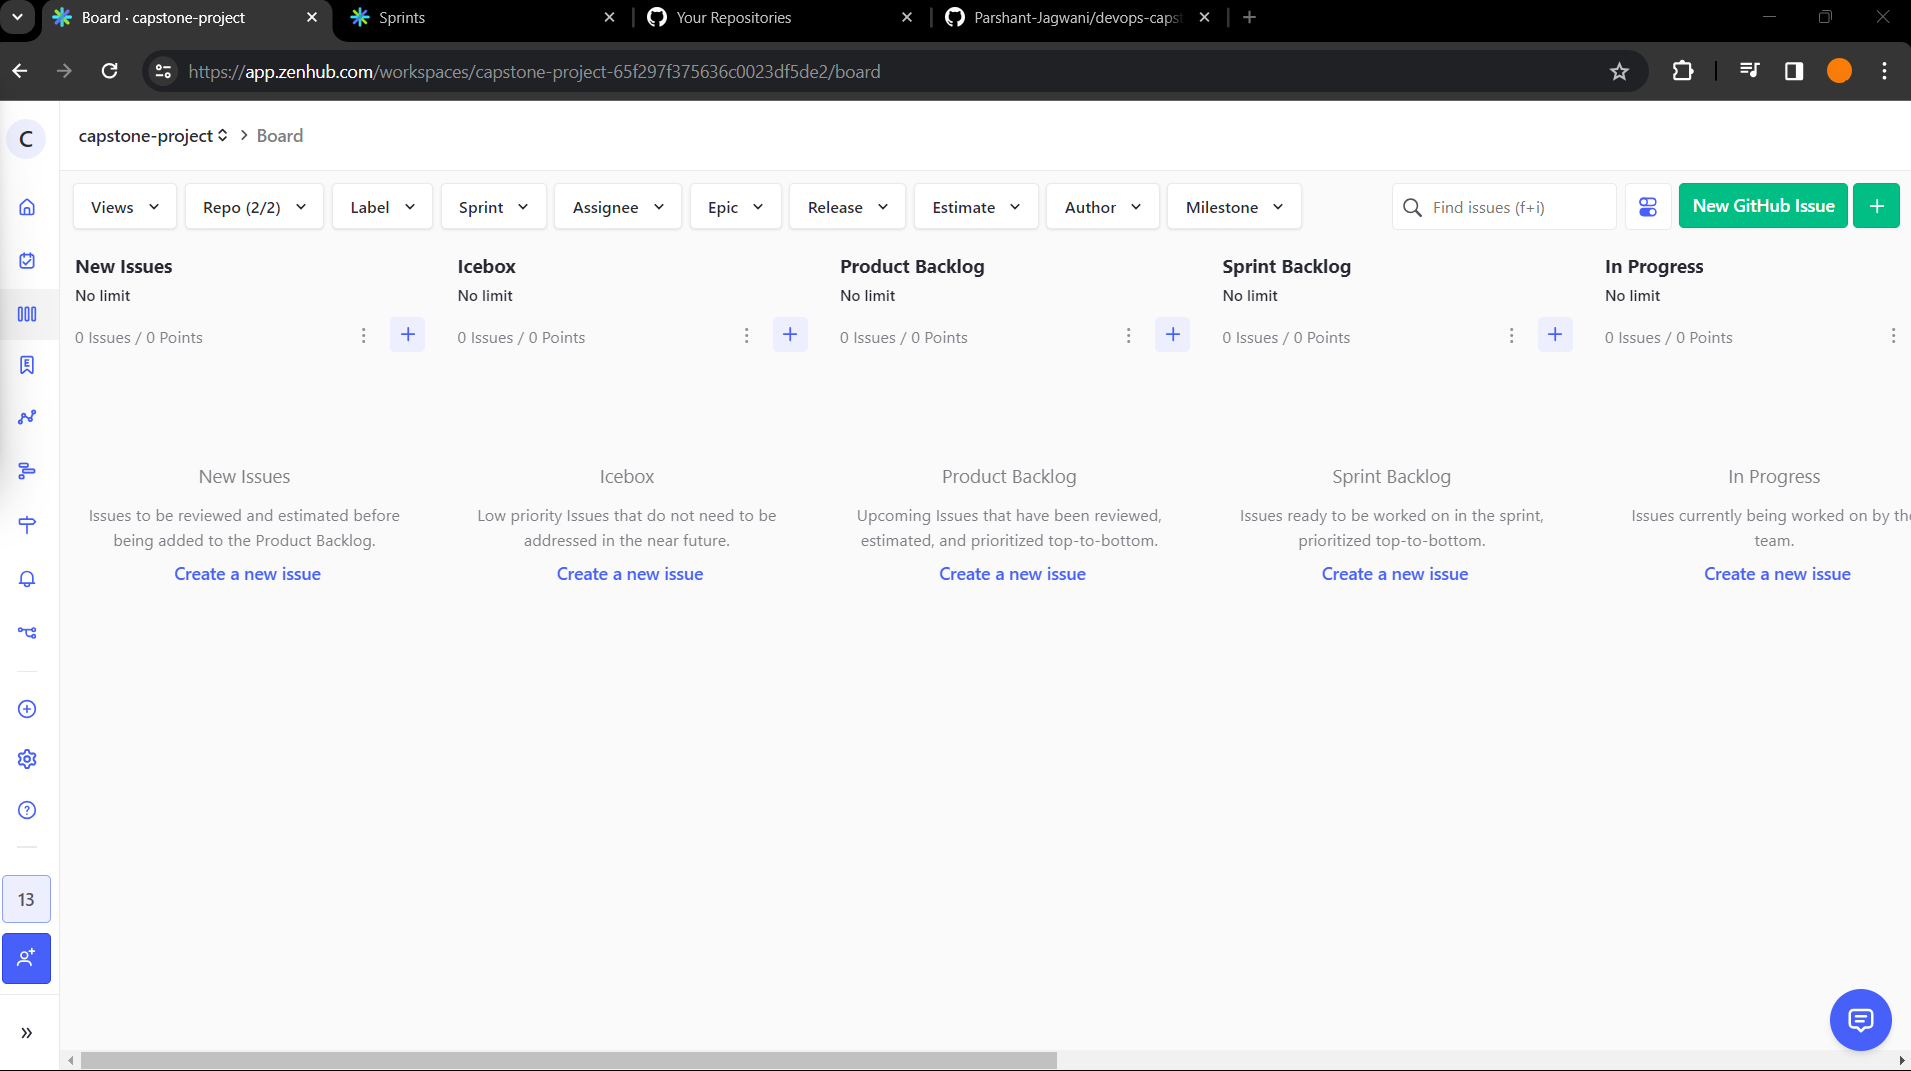 Board · capstone-project
Sprints
Your Repositories
Parshant-Jagwani/devops-capst
https://app.zenhub.com/workspaces/capstone-project-65f297f375636c0023df5de2/board
C
capstone-project > Board
Views
Repo (2/2)
Label
Sprint
Assignee
Epic
Release
Estimate
Author
Milestone
Find issues (f+i)
New GitHub Issue
+
New Issues
No limit
0 Issues / 0 Points
Icebox
No limit
0 Issues / 0 Points
Product Backlog
No limit
0 Issues / 0 Points
Sprint Backlog
No limit
0 Issues / 0 Points
In Progress
No limit
0 Issues / 0 Points
New Issues
Issues to be reviewed and estimated before
being added to the Product Backlog.
Create a new issue
Icebox
Low priority Issues that do not need to be
addressed in the near future.
Create a new issue
Product Backlog
Upcoming Issues that have been reviewed,
estimated, and prioritized top-to-bottom.
Create a new issue
Sprint Backlog
Issues ready to be worked on in the sprint,
prioritized top-to-bottom.
Create a new issue
In Progress
Issues currently being worked on by the
team.
Create a new issue
13